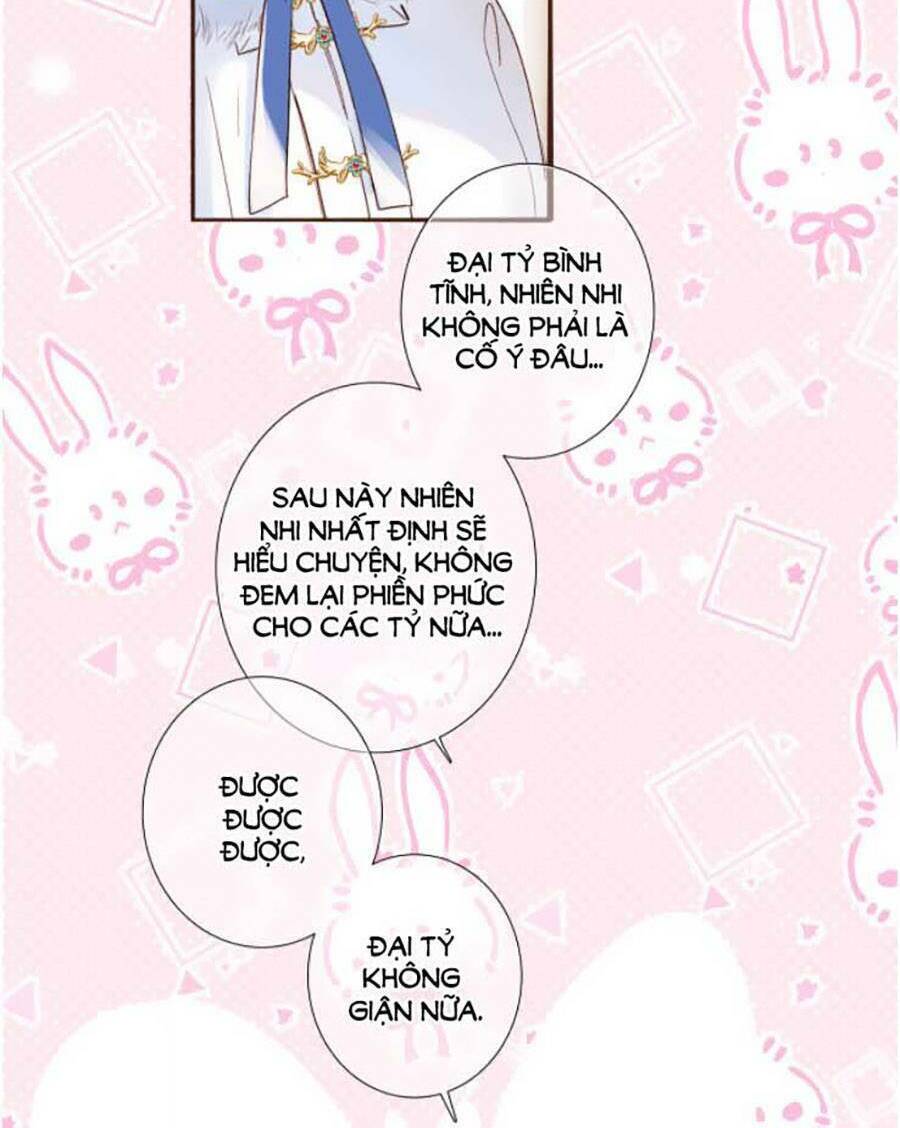 ĐẠI TỶ BÌNH
TĨNH, NHIÊN NHI
KHÔNG PHẢI LÀ
CỐ Ý ĐÂU...
SAU NÀY NHIÊN
NHI NHẤT ĐỊNH SẼ
HIỂU CHUYỆN, KHÔNG
ĐEM LẠI PHIỀN PHỨC
CHO CÁC TỶ NỮA...
ĐƯỢC
ĐƯỢC
ĐƯỢC,
ĐẠI TỶ
KHÔNG
GIẬN NỮA.